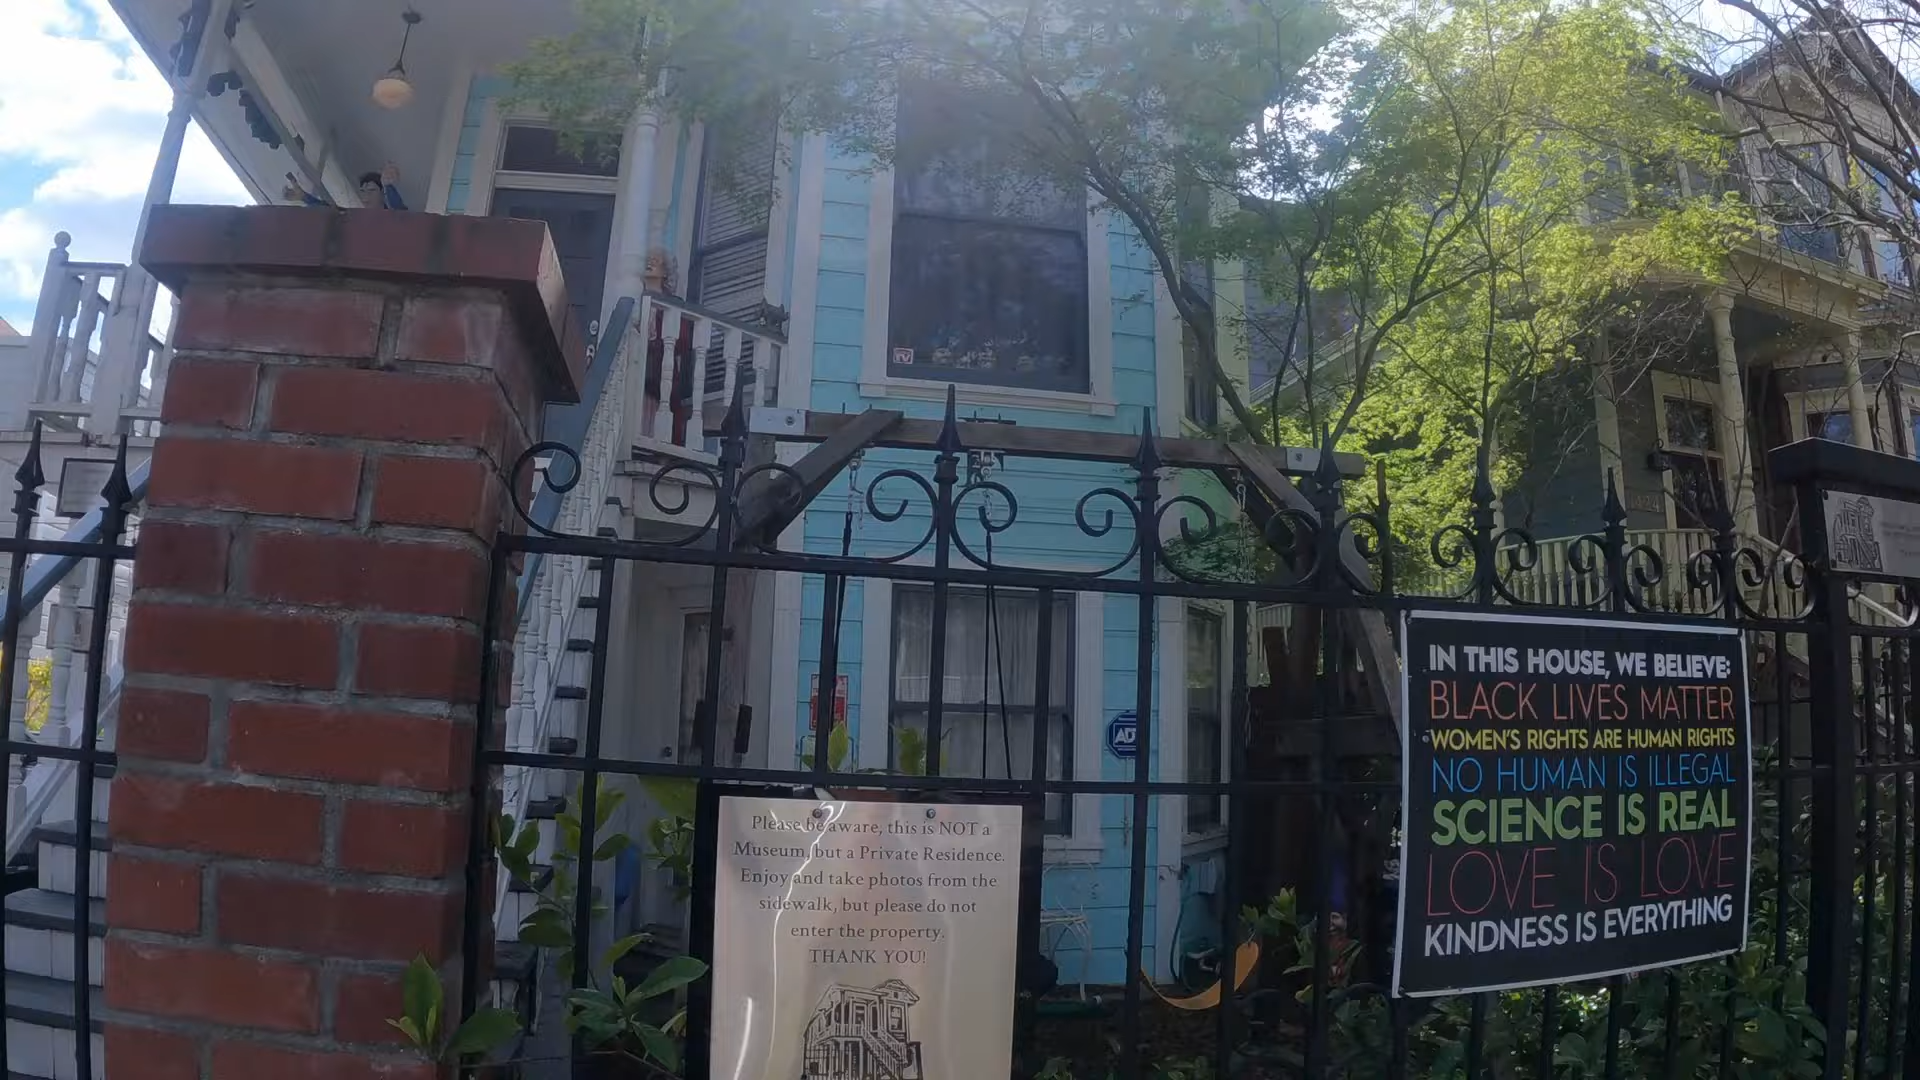 Please be aware, this is NOT a
Museum, but a Private Residence.
Enjoy and take photos from the
sidewalk, but please do not
enter the property.
THANK YOU!
IN THIS HOUSE, WE BELIEVE:
BLACK LIVES MATTER
WOMEN'S RIGHTS ARE HUMAN RIGHTS
NO HUMAN IS ILLEGAL
SCIENCE IS REAL
LOVE IS LOVE
KINDNESS IS EVERYTHING
ADT
TV